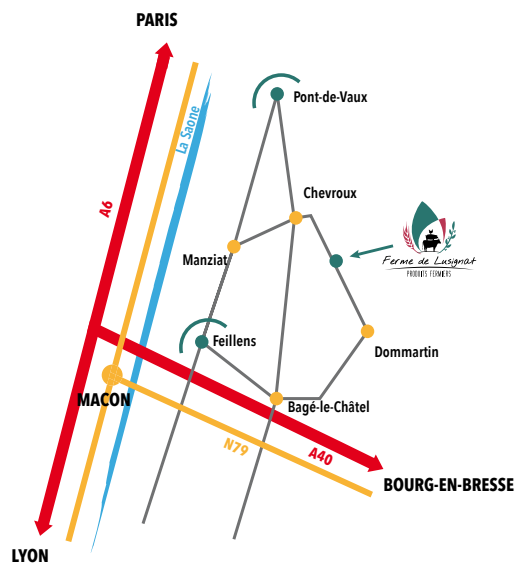 PARIS
Pont-de-Vaux
La Saone
Chevroux
A6
Manziat
Ferme de Lusignat
PRODUITS FERMIERS
Feillens
Dommartin
MACON
Bagé-le-Châtel
N79
A40
BOURG-EN-BRESSE
LYON